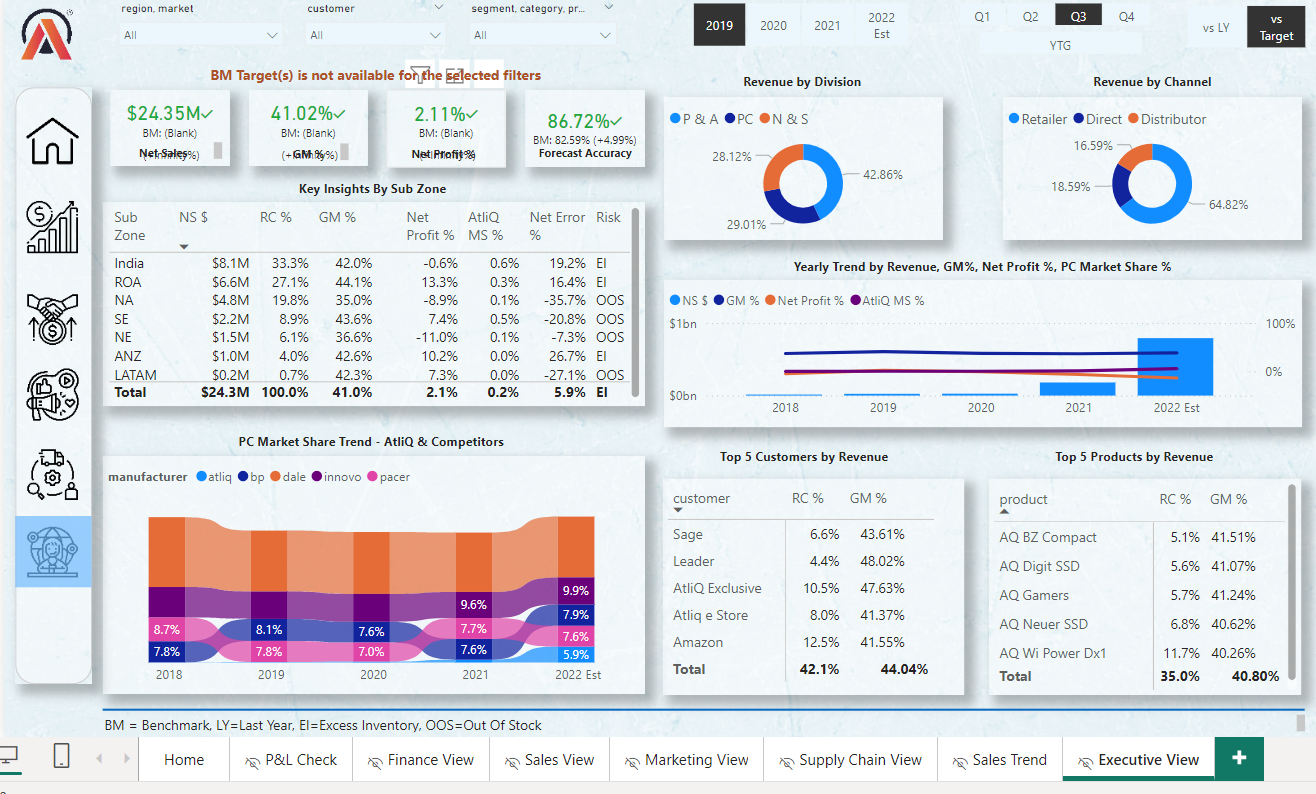 region, market customer segment, category, pr...
All All All
2019 2020 2021 2022 Est
Q1 Q2 Q3 Q4
YTG
vs LY vs Target
BM Target(s) is not available for the selected filters
$24.35M
BM: (Blank)
Net Sales
41.02%
BM: (Blank)
GM %
2.11%
BM: (Blank)
Net Profit%
86.72%
BM: 82.59% (+4.99%)
Forecast Accuracy
Revenue by Division
P & A PC N & S
28.12%
42.86%
29.01%
Revenue by Channel
Retailer Direct Distributor
16.59%
18.59%
64.82%
Key Insights By Sub Zone
Sub Zone NS $ RC % GM % Net Profit % AtliQ MS % Net Error % Risk
India $8.1M 33.3% 42.0% -0.6% 0.6% 19.2% EI
ROA $6.6M 27.1% 44.1% 13.3% 0.3% 16.4% EI
NA $4.8M 19.8% 35.0% -8.9% 0.1% -35.7% OOS
SE $2.2M 8.9% 43.6% 7.4% 0.5% -20.8% OOS
NE $1.5M 6.1% 36.6% -11.0% 0.1% -7.3% OOS
ANZ $1.0M 4.0% 42.6% 10.2% 0.0% 26.7% EI
LATAM $0.2M 0.7% 42.3% 7.3% 0.0% -27.1% OOS
Total $24.3M 100.0% 41.0% 2.1% 0.2% 5.9% EI
Yearly Trend by Revenue, GM%, Net Profit %, PC Market Share %
NS $ GM % Net Profit % AtliQ MS %
$1bn 100%
0%
$0bn
2018 2019 2020 2021 2022 Est
PC Market Share Trend - AtliQ & Competitors
manufacturer atliq bp dale innovo pacer
9.9%
9.6%
7.9%
8.7% 8.1% 7.6% 7.7% 7.6%
7.8% 7.8% 7.0% 7.6% 5.9%
2018 2019 2020 2021 2022 Est
Top 5 Customers by Revenue
customer RC % GM %
Sage 6.6% 43.61%
Leader 4.4% 48.02%
AtliQ Exclusive 10.5% 47.63%
Atliq e Store 8.0% 41.37%
Amazon 12.5% 41.55%
Total 42.1% 44.04%
Top 5 Products by Revenue
product RC % GM %
AQ BZ Compact 5.1% 41.51%
AQ Digit SSD 5.6% 41.07%
AQ Gamers 5.7% 41.24%
AQ Neuer SSD 6.8% 40.62%
AQ Wi Power Dx1 11.7% 40.26%
Total 35.0% 40.80%
BM = Benchmark, LY=Last Year, EI=Excess Inventory, OOS=Out Of Stock
Home P&L Check Finance View Sales View Marketing View Supply Chain View Sales Trend Executive View +